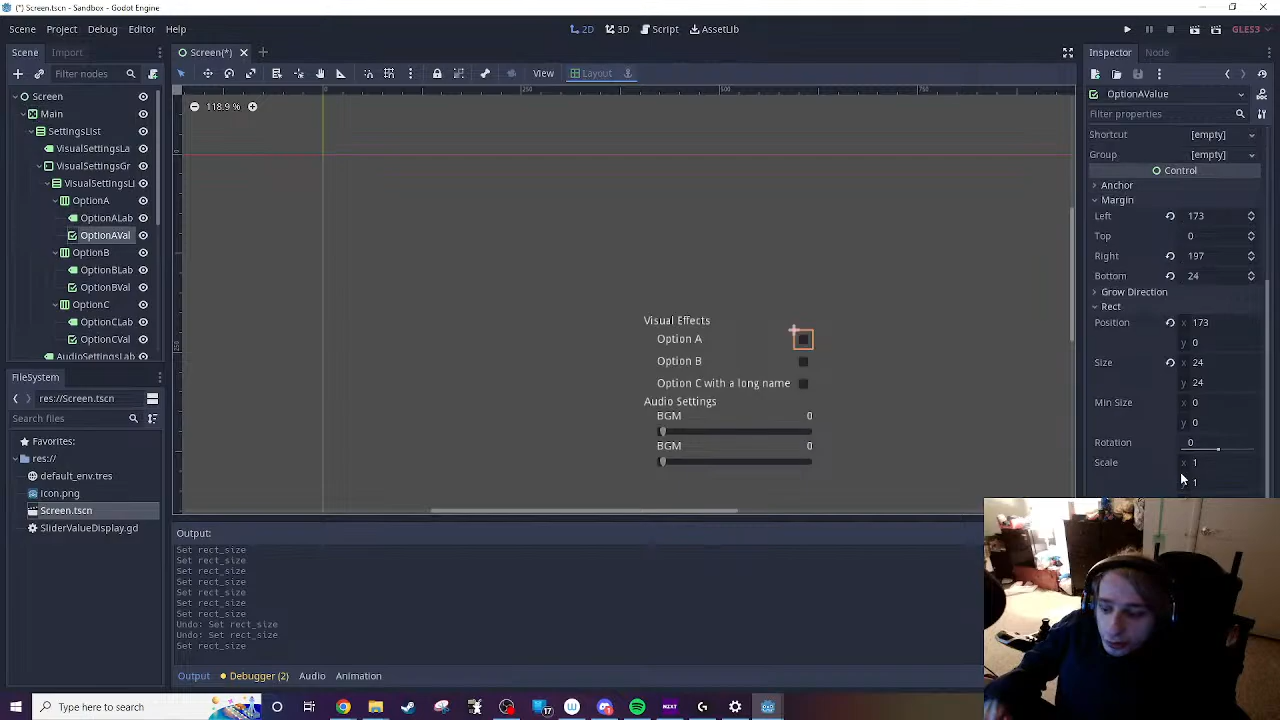 (*) Screen.tscn - Sandbox - Godot Engine
Scene Project Debug Editor Help
2D 3D Script AssetLib
GLES3
Scene Import
Filter nodes
Screen
Main
SettingsList
VisualSettingsLa
VisualSettingsGr
VisualSettingsLi
OptionA
OptionALab
OptionAVal
OptionB
OptionBLab
OptionBVal
OptionC
OptionCLab
OptionCVal
AudioSettingsLab
FileSystem
res://Screen.tscn
Search files
Favorites:
res://
default_env.tres
icon.png
Screen.tscn
SliderValueDisplay.gd
Screen(*)
View Layout
0 250 500 750
118.9 %
Visual Effects
Option A
Option B
Option C with a long name
Audio Settings
BGM 0
BGM 0
Output:
Set rect_size
Set rect_size
Set rect_size
Set rect_size
Set rect_size
Set rect_size
Set rect_size
Undo: Set rect_size
Undo: Set rect_size
Set rect_size
Output Debugger (2) Audio Animation
Inspector Node
OptionAValue
Filter properties
Shortcut [empty]
Group [empty]
Control
Anchor
Margin
Left 173
Top 0
Right 197
Bottom 24
Grow Direction
Rect
Position x 173
y 0
Size x 24
y 24
Min Size x 0
y 0
Rotation 0
Scale x 1
1
Type here to search
17